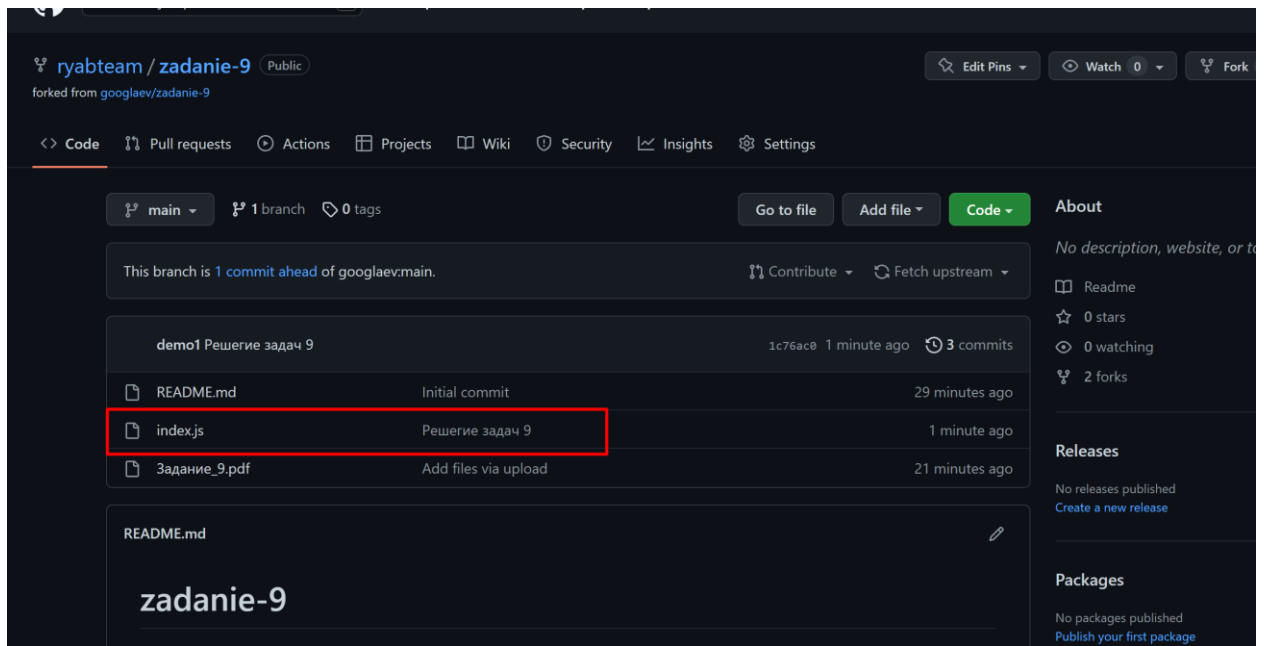 ryabteam / zadanie-9 Public
Edit Pins
Watch 0
Fork
forked from googlaev/zadanie-9
Code
Pull requests
Actions
Projects
Wiki
Security
Insights
Settings
main
1 branch
0 tags
Go to file
Add file
Code
This branch is 1 commit ahead of googlaev:main.
Contribute
Fetch upstream
demo1 Решегие задач 9
1c76ac0 1 minute ago
3 commits
README.md Initial commit 29 minutes ago
index.js Решегие задач 9 1 minute ago
Задание_9.pdf Add files via upload 21 minutes ago
README.md
zadanie-9
About
No description, website, or
Readme
0 stars
0 watching
2 forks
Releases
No releases published
Create a new release
Packages
No packages published
Publish your first package